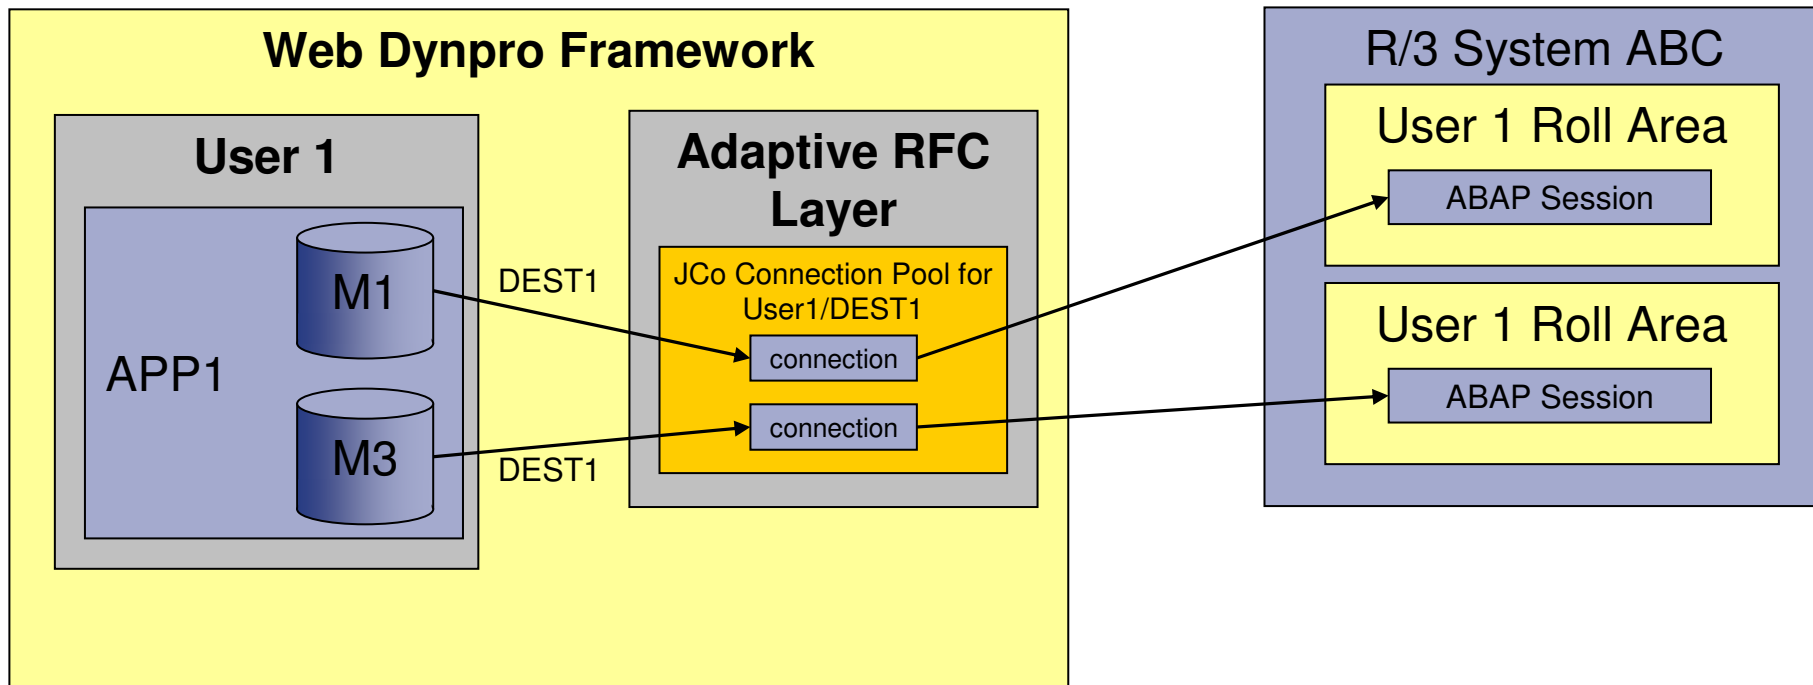 Web Dynpro Framework
User 1
APP1
M1
M3
DEST1
DEST1
Adaptive RFC
Layer
JCo Connection Pool for
User1/DEST1
connection
connection
R/3 System ABC
User 1 Roll Area
ABAP Session
User 1 Roll Area
ABAP Session